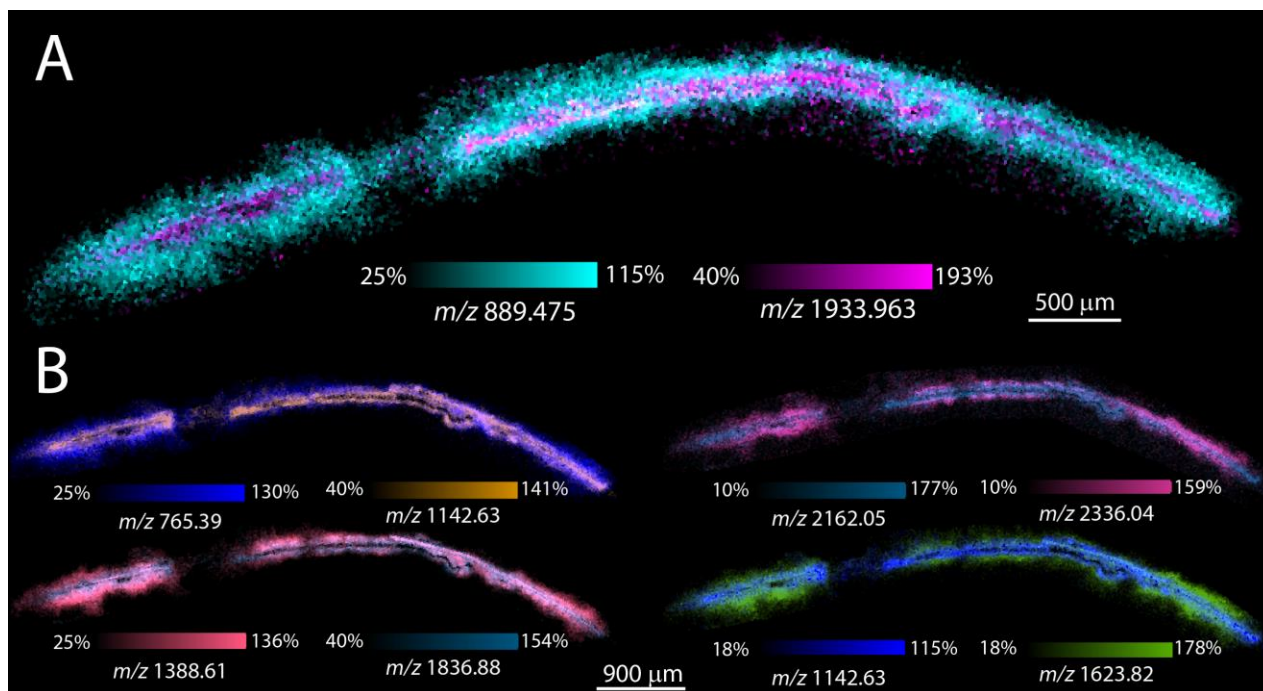 A
25% 115% 40% 193%
m/z 889.475 m/z 1933.963 500 μm
B
25% 130% 40% 141%
m/z 765.39 m/z 1142.63
10% 177% 10% 159%
m/z 2162.05 m/z 2336.04
25% 136% 40% 154%
m/z 1388.61 m/z 1836.88
900 μm
18% 115% 18% 178%
m/z 1142.63 m/z 1623.82